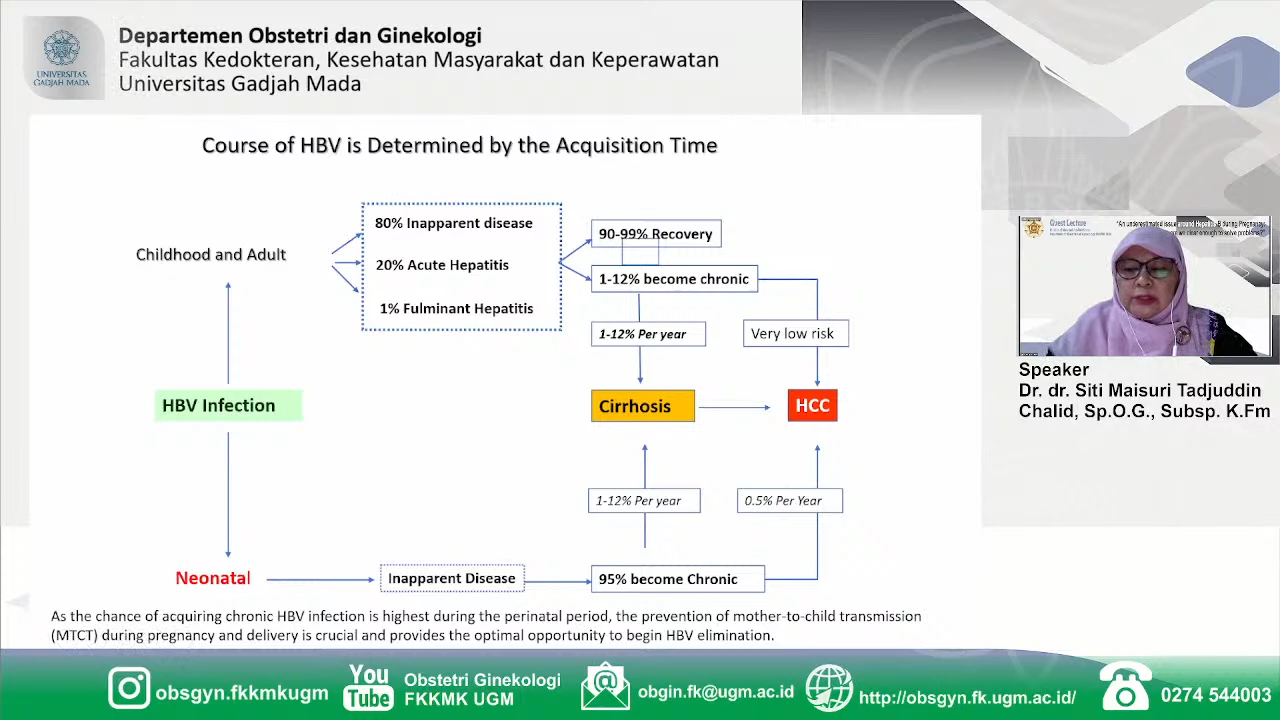 UNIVERSITAS
GADJAH MADA
Departemen Obstetri dan Ginekologi
Fakultas Kedokteran, Kesehatan Masyarakat dan Keperawatan
Universitas Gadjah Mada
Course of HBV is Determined by the Acquisition Time
Childhood and Adult
80% Inapparent disease
20% Acute Hepatitis
1% Fulminant Hepatitis
90-99% Recovery
1-12% become chronic
1-12% Per year
Very low risk
HBV Infection
Cirrhosis
HCC
1-12% Per year
0.5% Per Year
Neonatal
Inapparent Disease
95% become Chronic
As the chance of acquiring chronic HBV infection is highest during the perinatal period, the prevention of mother-to-child transmission
(MTCT) during pregnancy and delivery is crucial and provides the optimal opportunity to begin HBV elimination.
Guest Lecture
"An underestimated issue around Hepatitis B during Pregnancy:
Speaker
Dr. dr. Siti Maisuri Tadjuddin
Chalid, Sp.O.G., Subsp. K.Fm
obsgyn.fkkmkugm
You
Tube
Obstetri Ginekologi
FKKMK UGM
obgin.fk@ugm.ac.id
http://obsgyn.fk.ugm.ac.id/
0274 544003